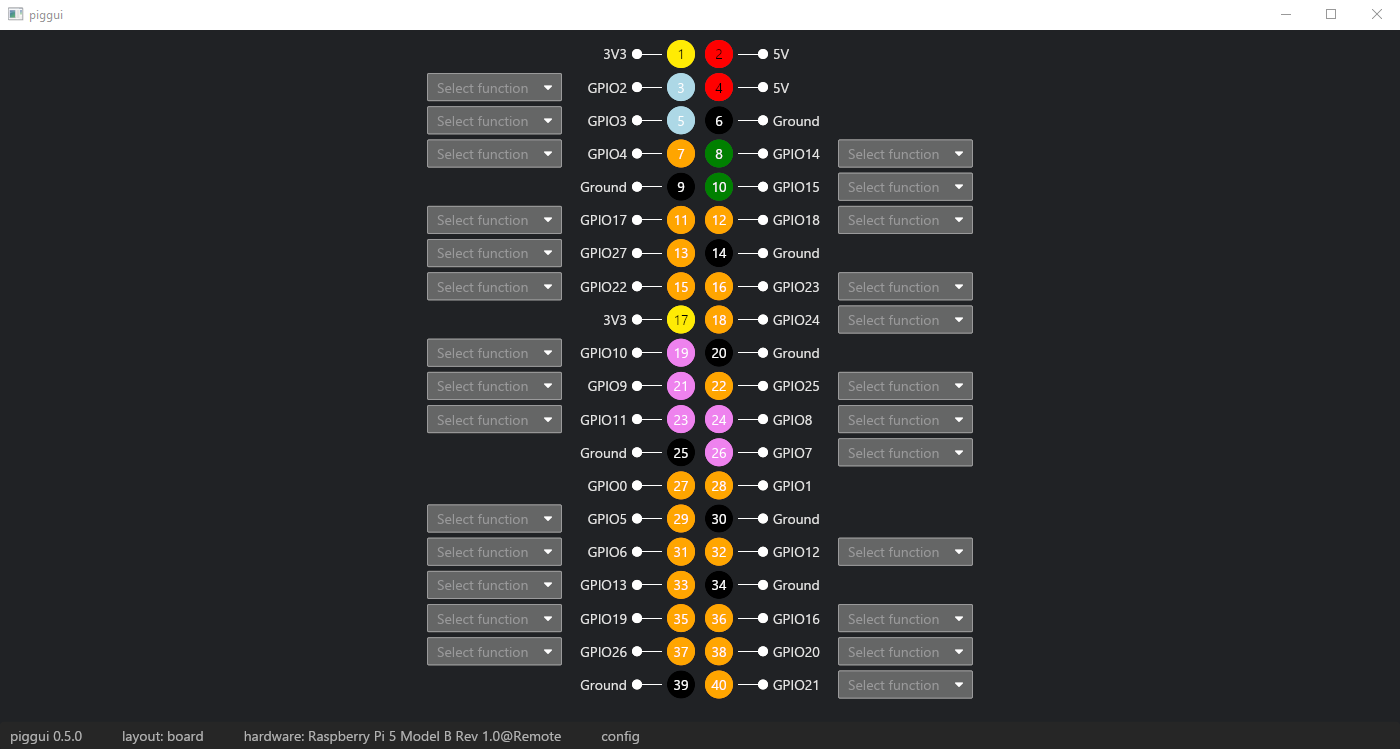 piggui
3V3 1 2 5V
Select function GPIO2 3 4 5V
Select function GPIO3 5 6 Ground
Select function GPIO4 7 8 GPIO14 Select function
Ground 9 10 GPIO15 Select function
Select function GPIO17 11 12 GPIO18 Select function
Select function GPIO27 13 14 Ground
Select function GPIO22 15 16 GPIO23 Select function
3V3 17 18 GPIO24 Select function
Select function GPIO10 19 20 Ground
Select function GPIO9 21 22 GPIO25 Select function
Select function GPIO11 23 24 GPIO8 Select function
Ground 25 26 GPIO7 Select function
GPIO0 27 28 GPIO1
Select function GPIO5 29 30 Ground
Select function GPIO6 31 32 GPIO12 Select function
Select function GPIO13 33 34 Ground
Select function GPIO19 35 36 GPIO16 Select function
Select function GPIO26 37 38 GPIO20 Select function
Ground 39 40 GPIO21 Select function
piggui 0.5.0 layout: board hardware: Raspberry Pi 5 Model B Rev 1.0@Remote config